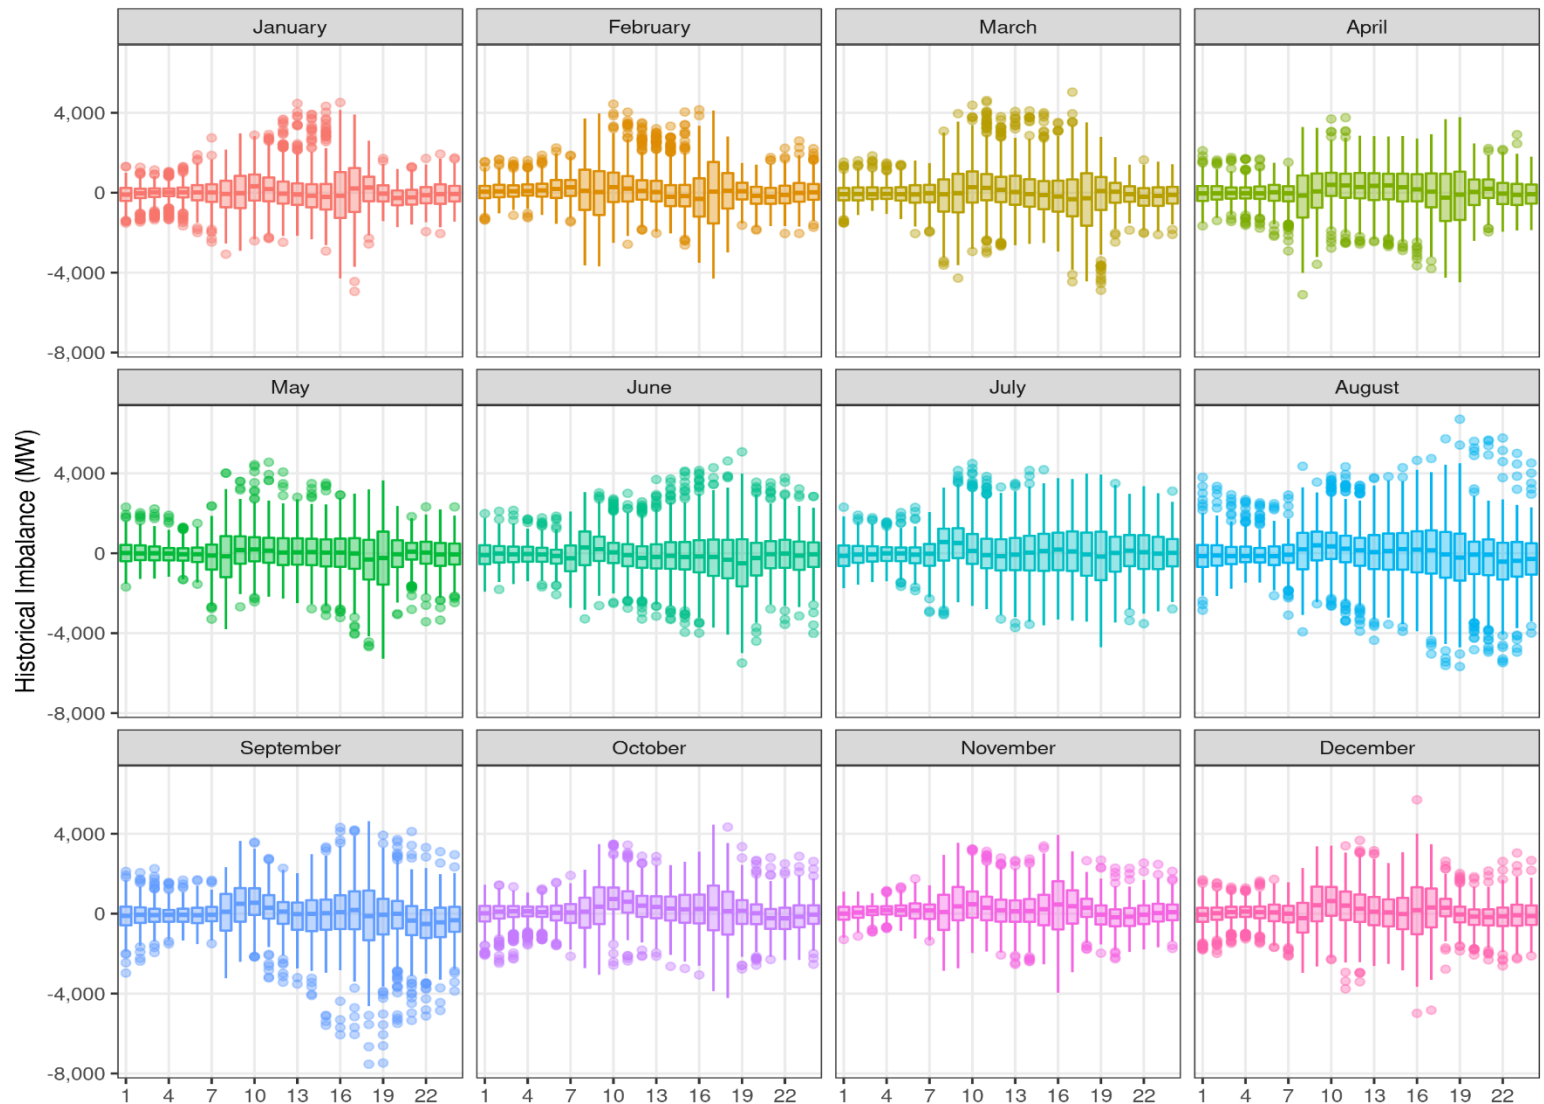 January February March April
4,000
0
-4,000
-8,000
May June July August
4,000
0
-4,000
-8,000
Historical Imbalance (MW)
September October November December
4,000
0
-4,000
-8,000
1 4 7 10 13 16 19 22 1 4 7 10 13 16 19 22 1 4 7 10 13 16 19 22 1 4 7 10 13 16 19 22